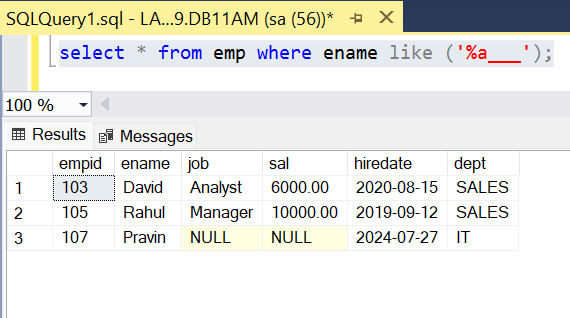 SQLQuery1.sql - LA...9.DB11AM (sa (56))*
select * from emp where ename like ('%a___');
100 %
Results Messages
empid ename job sal hiredate dept
1 103 David Analyst 6000.00 2020-08-15 SALES
2 105 Rahul Manager 10000.00 2019-09-12 SALES
3 107 Pravin NULL NULL 2024-07-27 IT